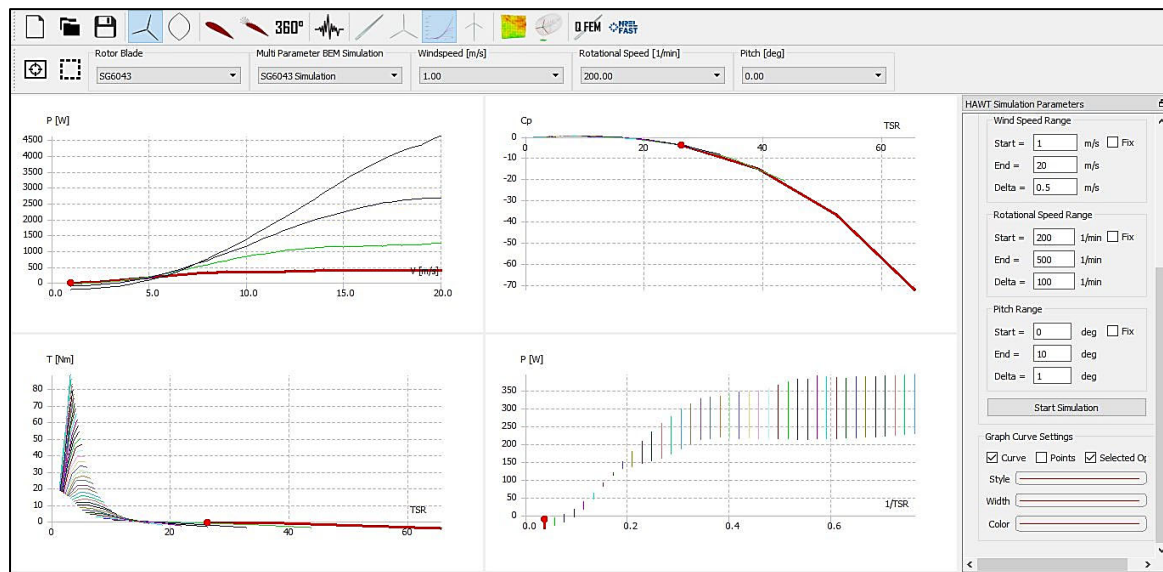 360°
Q FEM
NREL
FAST
Rotor Blade
Multi Parameter BEM Simulation
Windspeed [m/s]
Rotational Speed [1/min]
Pitch [deg]
SG6043
SG6043 Simulation
1.00
200.00
0.00
P [W]
4500
4000
3500
3000
2500
2000
1500
1000
500
0
V [m/s]
0.0 5.0 10.0 15.0 20.0
Cp
TSR
0
-10
-20
-30
-40
-50
-60
-70
0 20 40 60
T [Nm]
80
70
60
50
40
30
20
10
0
TSR
0 20 40 60
P [W]
350
300
250
200
150
100
50
0
1/TSR
0.0 0.2 0.4 0.6
HAWT Simulation Parameters
Wind Speed Range
Start = 1 m/s Fix
End = 20 m/s
Delta = 0.5 m/s
Rotational Speed Range
Start = 200 1/min Fix
End = 500 1/min
Delta = 100 1/min
Pitch Range
Start = 0 deg Fix
End = 10 deg
Delta = 1 deg
Start Simulation
Graph Curve Settings
Curve Points Selected Op
Style
Width
Color